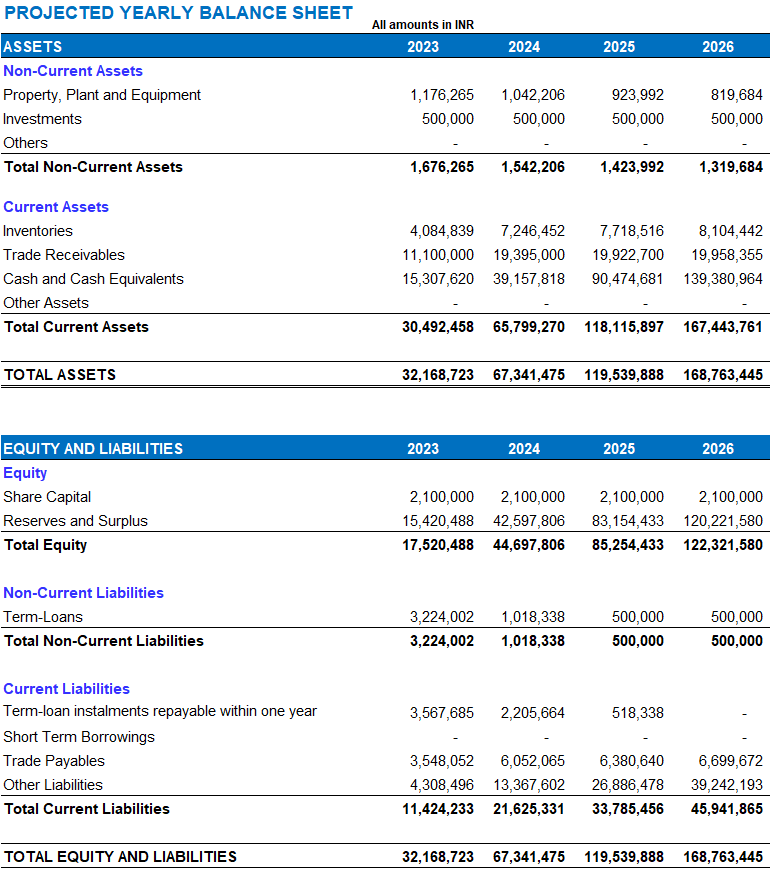 PROJECTED YEARLY BALANCE SHEET
All amounts in INR
ASSETS 2023 2024 2025 2026
Non-Current Assets
Property, Plant and Equipment 1,176,265 1,042,206 923,992 819,684
Investments 500,000 500,000 500,000 500,000
Others - - - -
Total Non-Current Assets 1,676,265 1,542,206 1,423,992 1,319,684
Current Assets
Inventories 4,084,839 7,246,452 7,718,516 8,104,442
Trade Receivables 11,100,000 19,395,000 19,922,700 19,958,355
Cash and Cash Equivalents 15,307,620 39,157,818 90,474,681 139,380,964
Other Assets - - - -
Total Current Assets 30,492,458 65,799,270 118,115,897 167,443,761
TOTAL ASSETS 32,168,723 67,341,475 119,539,888 168,763,445
EQUITY AND LIABILITIES 2023 2024 2025 2026
Equity
Share Capital 2,100,000 2,100,000 2,100,000 2,100,000
Reserves and Surplus 15,420,488 42,597,806 83,154,433 120,221,580
Total Equity 17,520,488 44,697,806 85,254,433 122,321,580
Non-Current Liabilities
Term-Loans 3,224,002 1,018,338 500,000 500,000
Total Non-Current Liabilities 3,224,002 1,018,338 500,000 500,000
Current Liabilities
Term-loan instalments repayable within one year 3,567,685 2,205,664 518,338 -
Short Term Borrowings - - - -
Trade Payables 3,548,052 6,052,065 6,380,640 6,699,672
Other Liabilities 4,308,496 13,367,602 26,886,478 39,242,193
Total Current Liabilities 11,424,233 21,625,331 33,785,456 45,941,865
TOTAL EQUITY AND LIABILITIES 32,168,723 67,341,475 119,539,888 168,763,445